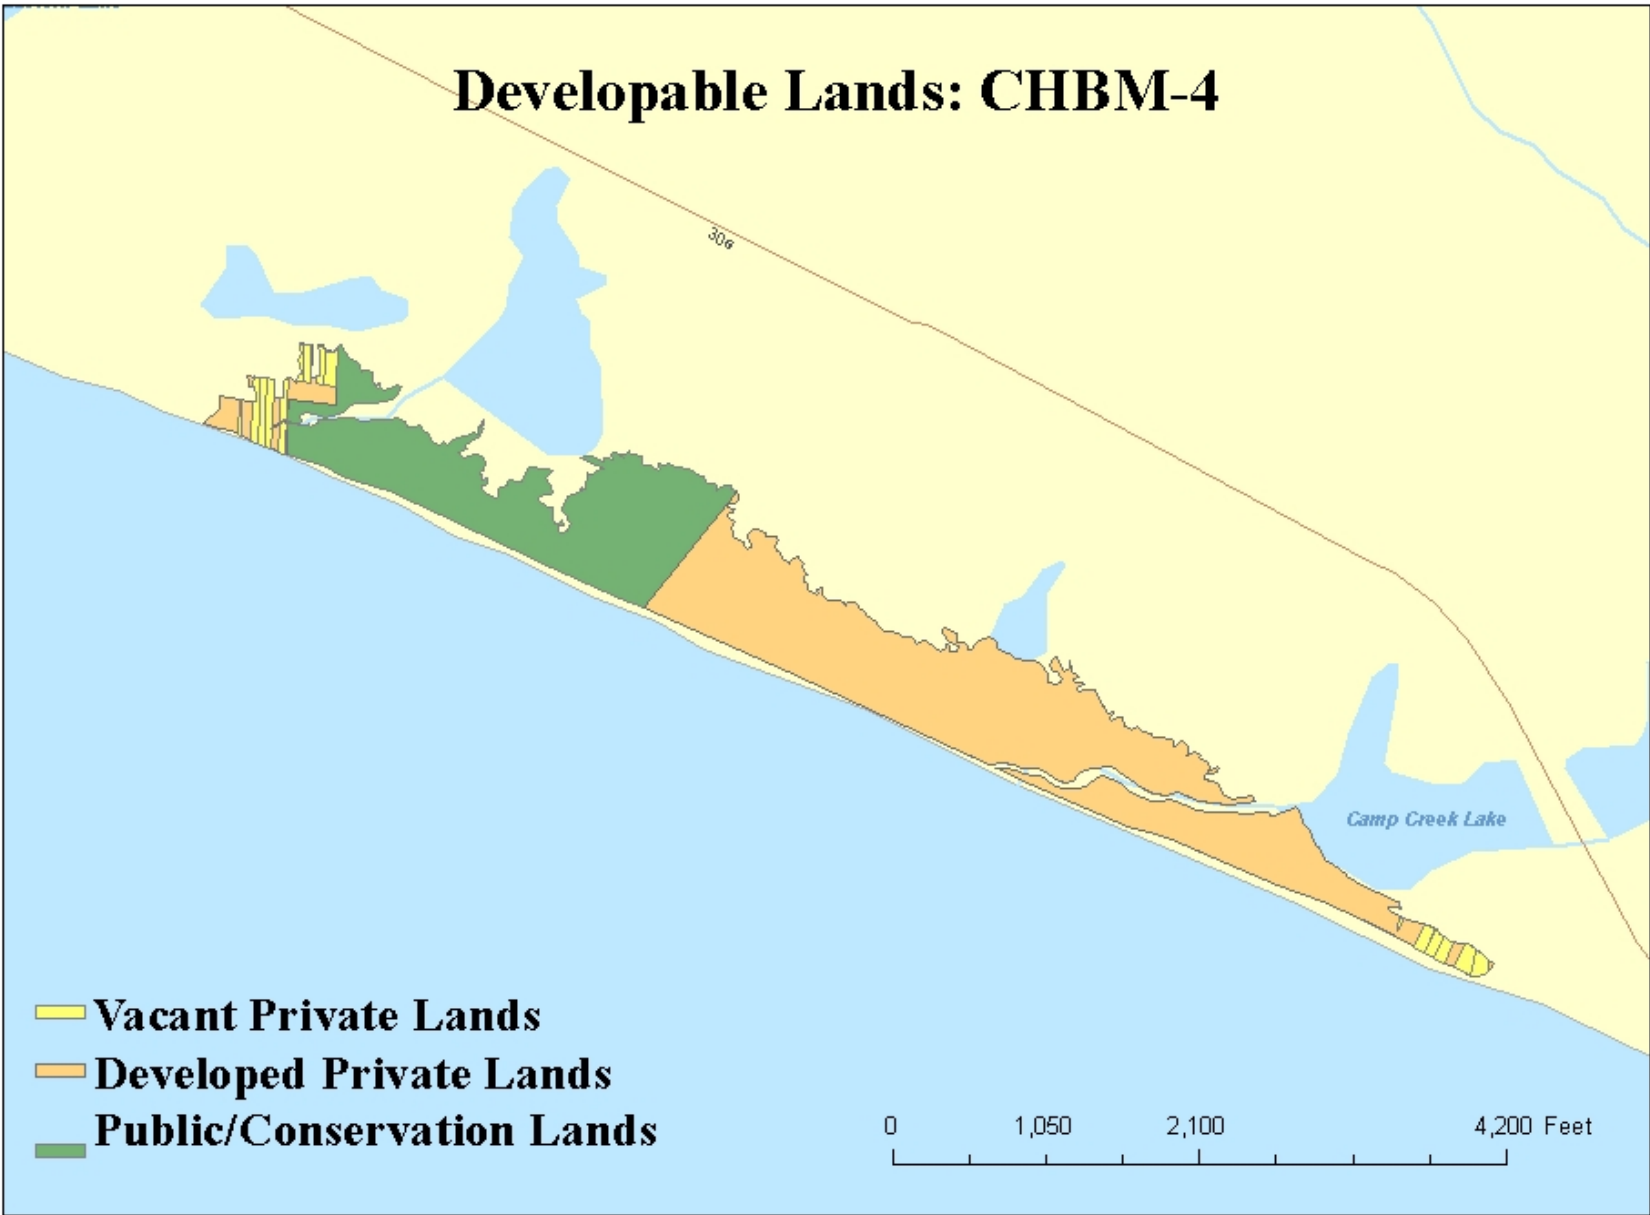 Developable Lands: CHBM-4
Camp Creek Lake
Vacant Private Lands
Developed Private Lands
Public/Conservation Lands
0 1,050 2,100 4,200 Feet